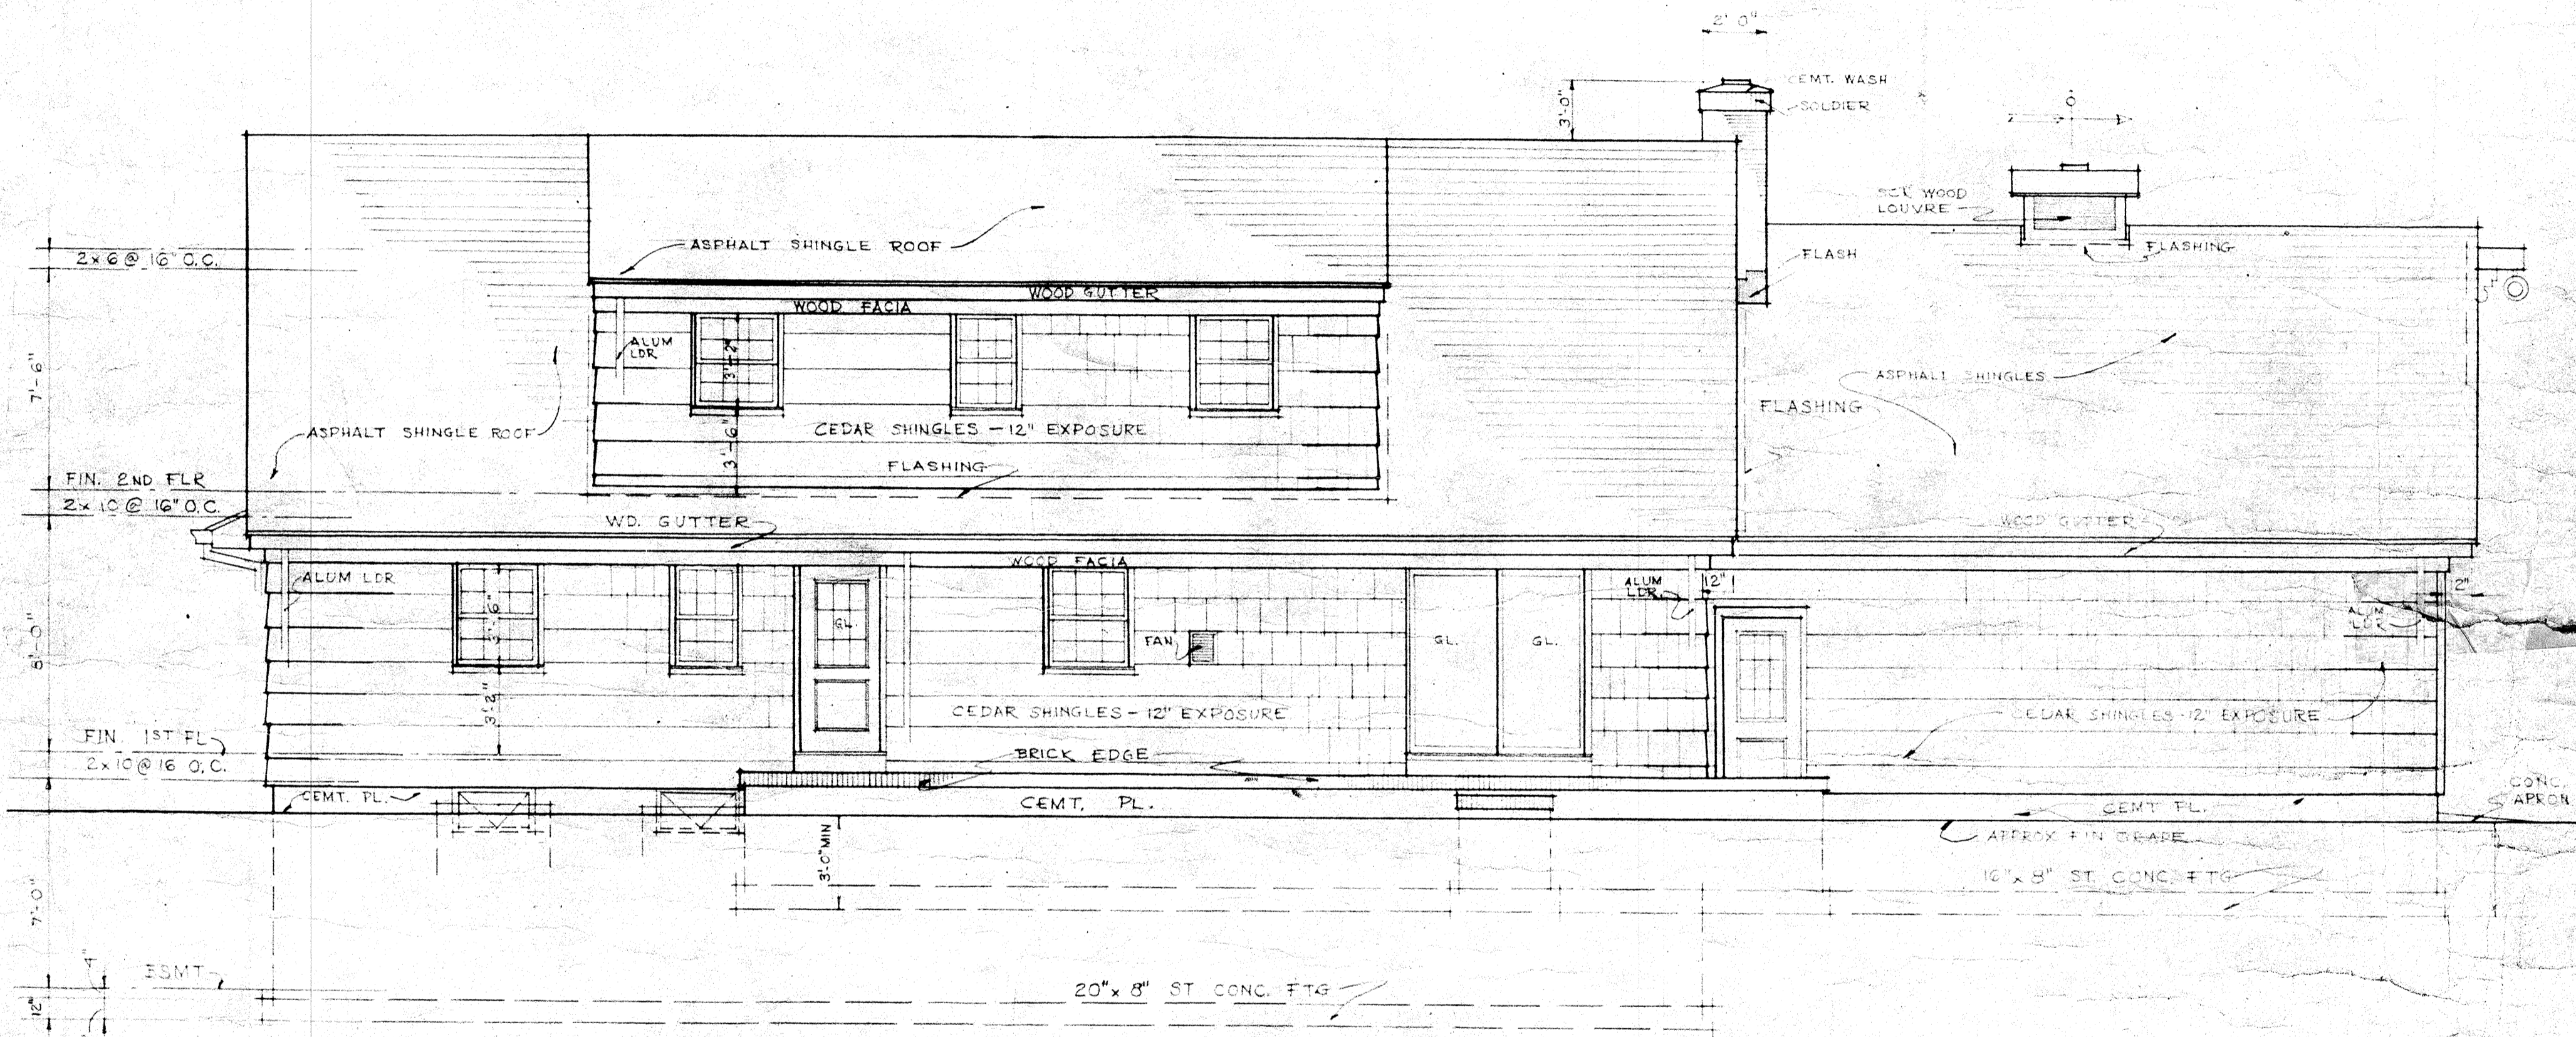 2' 0"
CEMT. WASH
SOLDIER
3'-0"
WOOD
LOUVRE
FLASHING
FLASH
2x6 @ 16" O.C.
ASPHALT SHINGLE ROOF
WOOD GUTTER
WOOD FACIA
ALUM
LDR
3'-2"
7'-6"
ASPHALT SHINGLES
FLASHING
ASPHALT SHINGLE ROOF
CEDAR SHINGLES - 12" EXPOSURE
3'-6"
FLASHING
FIN. 2ND FLR
2x10 @ 16" O.C.
WD. GUTTER
WOOD GUTTER
WOOD FACIA
ALUM LDR
ALUM
LDR.
12"
2"
ALUM
LDR
3'-6"
GL.
FAN
GL.
GL.
8'-0"
3'-2"
CEDAR SHINGLES - 12" EXPOSURE
CEDAR SHINGLES - 12" EXPOSURE
FIN. 1ST FL
2x10 @ 16 O.C.
BRICK EDGE
CEMT. PL.
CEMT. PL.
CEMT PL.
CONC.
APRON
APPROX FIN GRADE
3'-0" MIN
16" x 8" ST. CONC. FTG
7'-0"
BSMT
12"
20" x 8" ST CONC. FTG